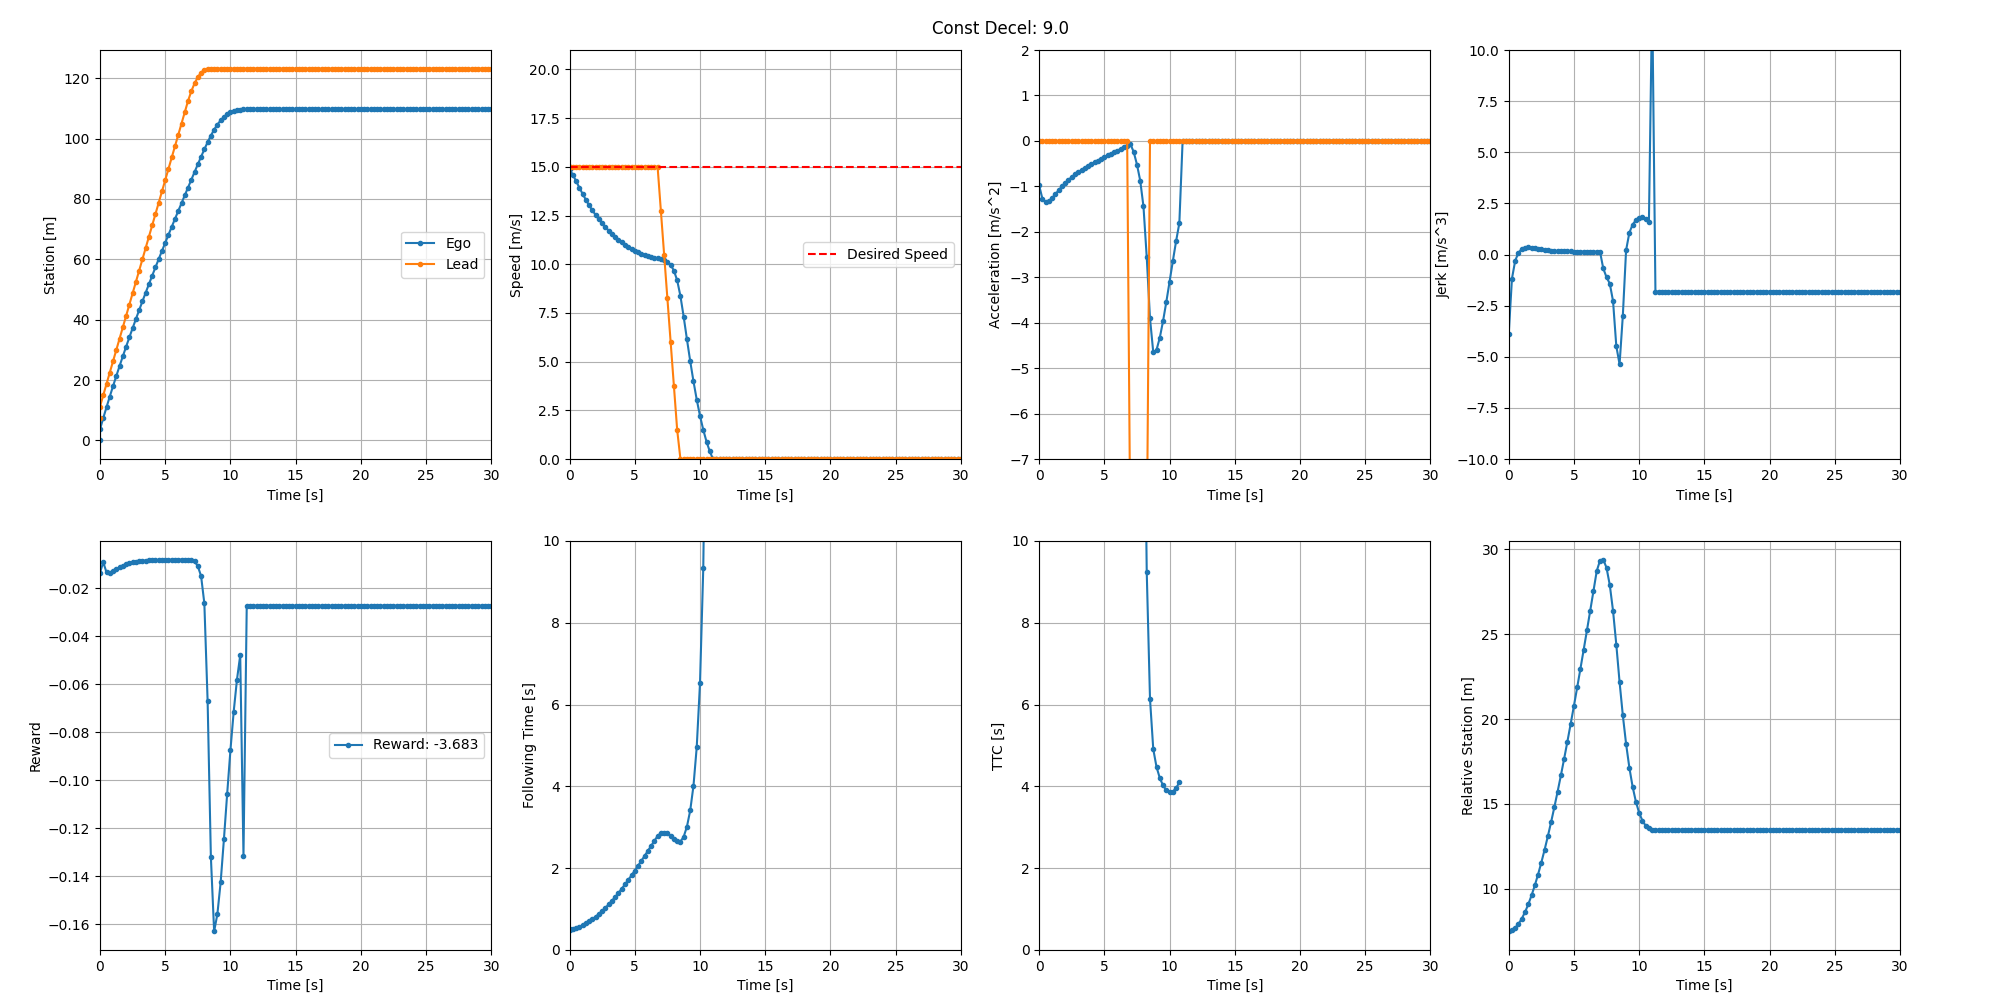 Const Decel: 9.0
120
100
80
60
40
20
0
Station [m]
Ego
Lead
0 5 10 15 20 25 30
Time [s]
20.0
17.5
15.0
12.5
10.0
7.5
5.0
2.5
0.0
Speed [m/s]
Desired Speed
0 5 10 15 20 25 30
Time [s]
2
1
0
−1
−2
−3
−4
−5
−6
−7
Acceleration [m/s^2]
0 5 10 15 20 25 30
Time [s]
10.0
7.5
5.0
2.5
0.0
−2.5
−5.0
−7.5
−10.0
Jerk [m/s^3]
0 5 10 15 20 25 30
Time [s]
−0.02
−0.04
−0.06
−0.08
−0.10
−0.12
−0.14
−0.16
Reward
Reward: -3.683
0 5 10 15 20 25 30
Time [s]
10
8
6
4
2
0
Following Time [s]
0 5 10 15 20 25 30
Time [s]
10
8
6
4
2
0
TTC [s]
0 5 10 15 20 25 30
Time [s]
30
25
20
15
10
Relative Station [m]
0 5 10 15 20 25 30
Time [s]